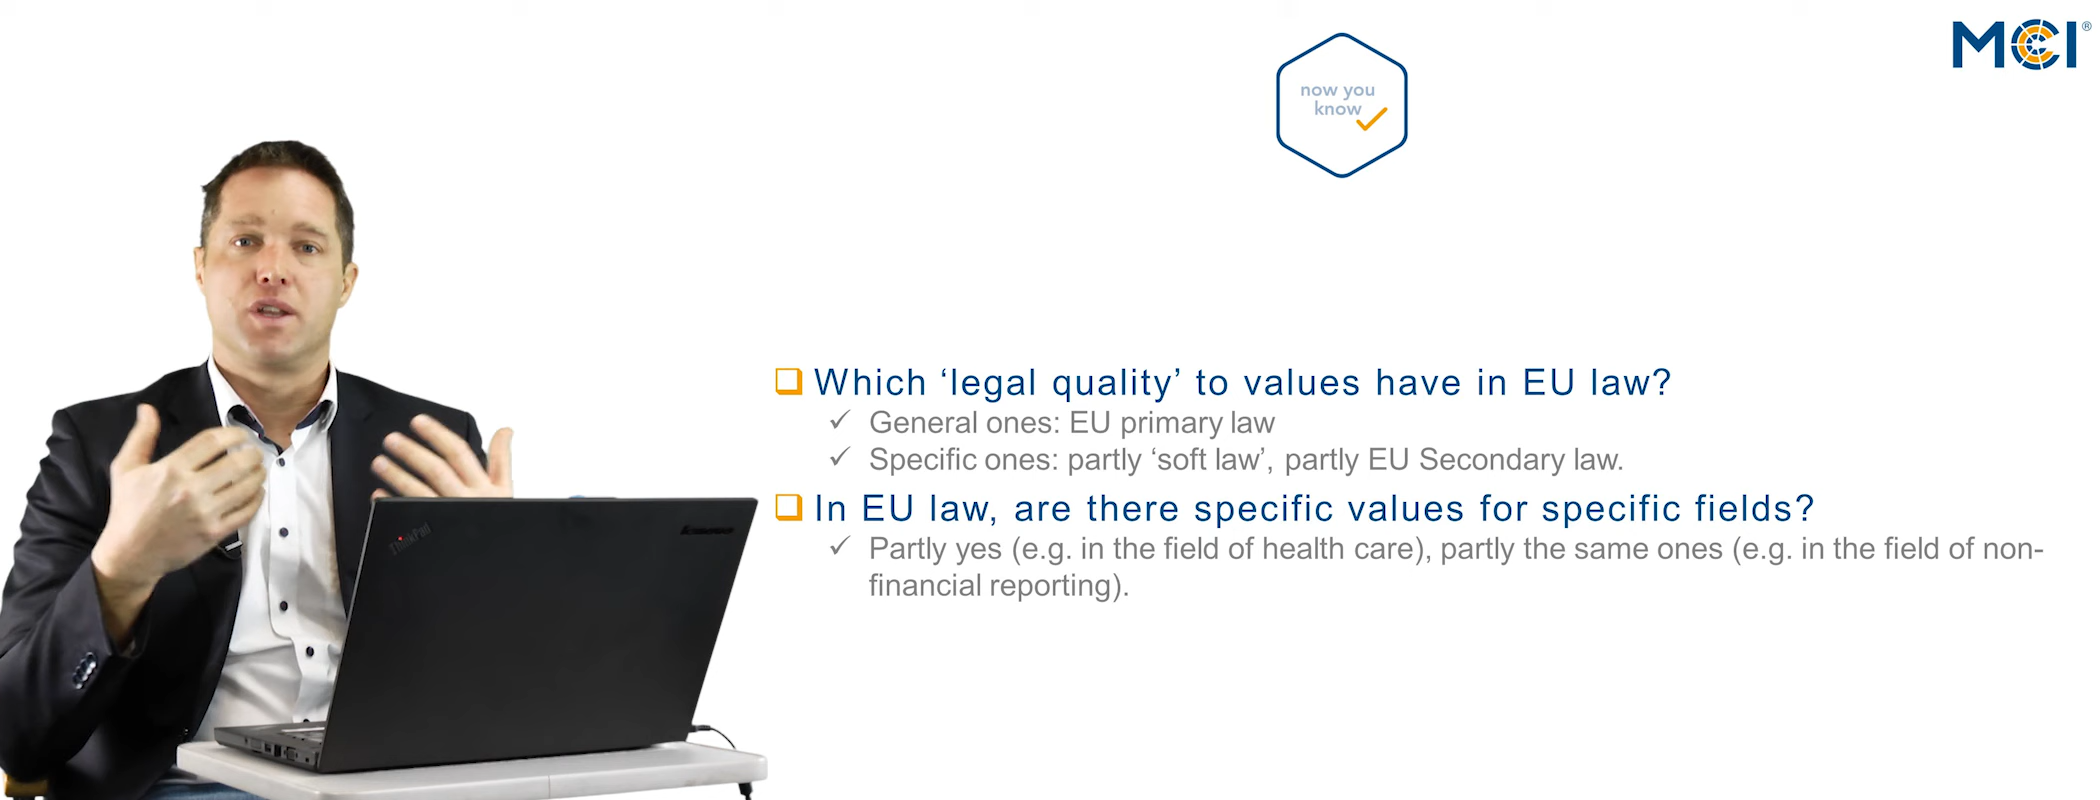 MCI®
now you
know
Which ‘legal quality’ to values have in EU law?
General ones: EU primary law
Specific ones: partly ‘soft law’, partly EU Secondary law.
In EU law, are there specific values for specific fields?
Partly yes (e.g. in the field of health care), partly the same ones (e.g. in the field of non-
financial reporting).
ThinkPad
lenovo